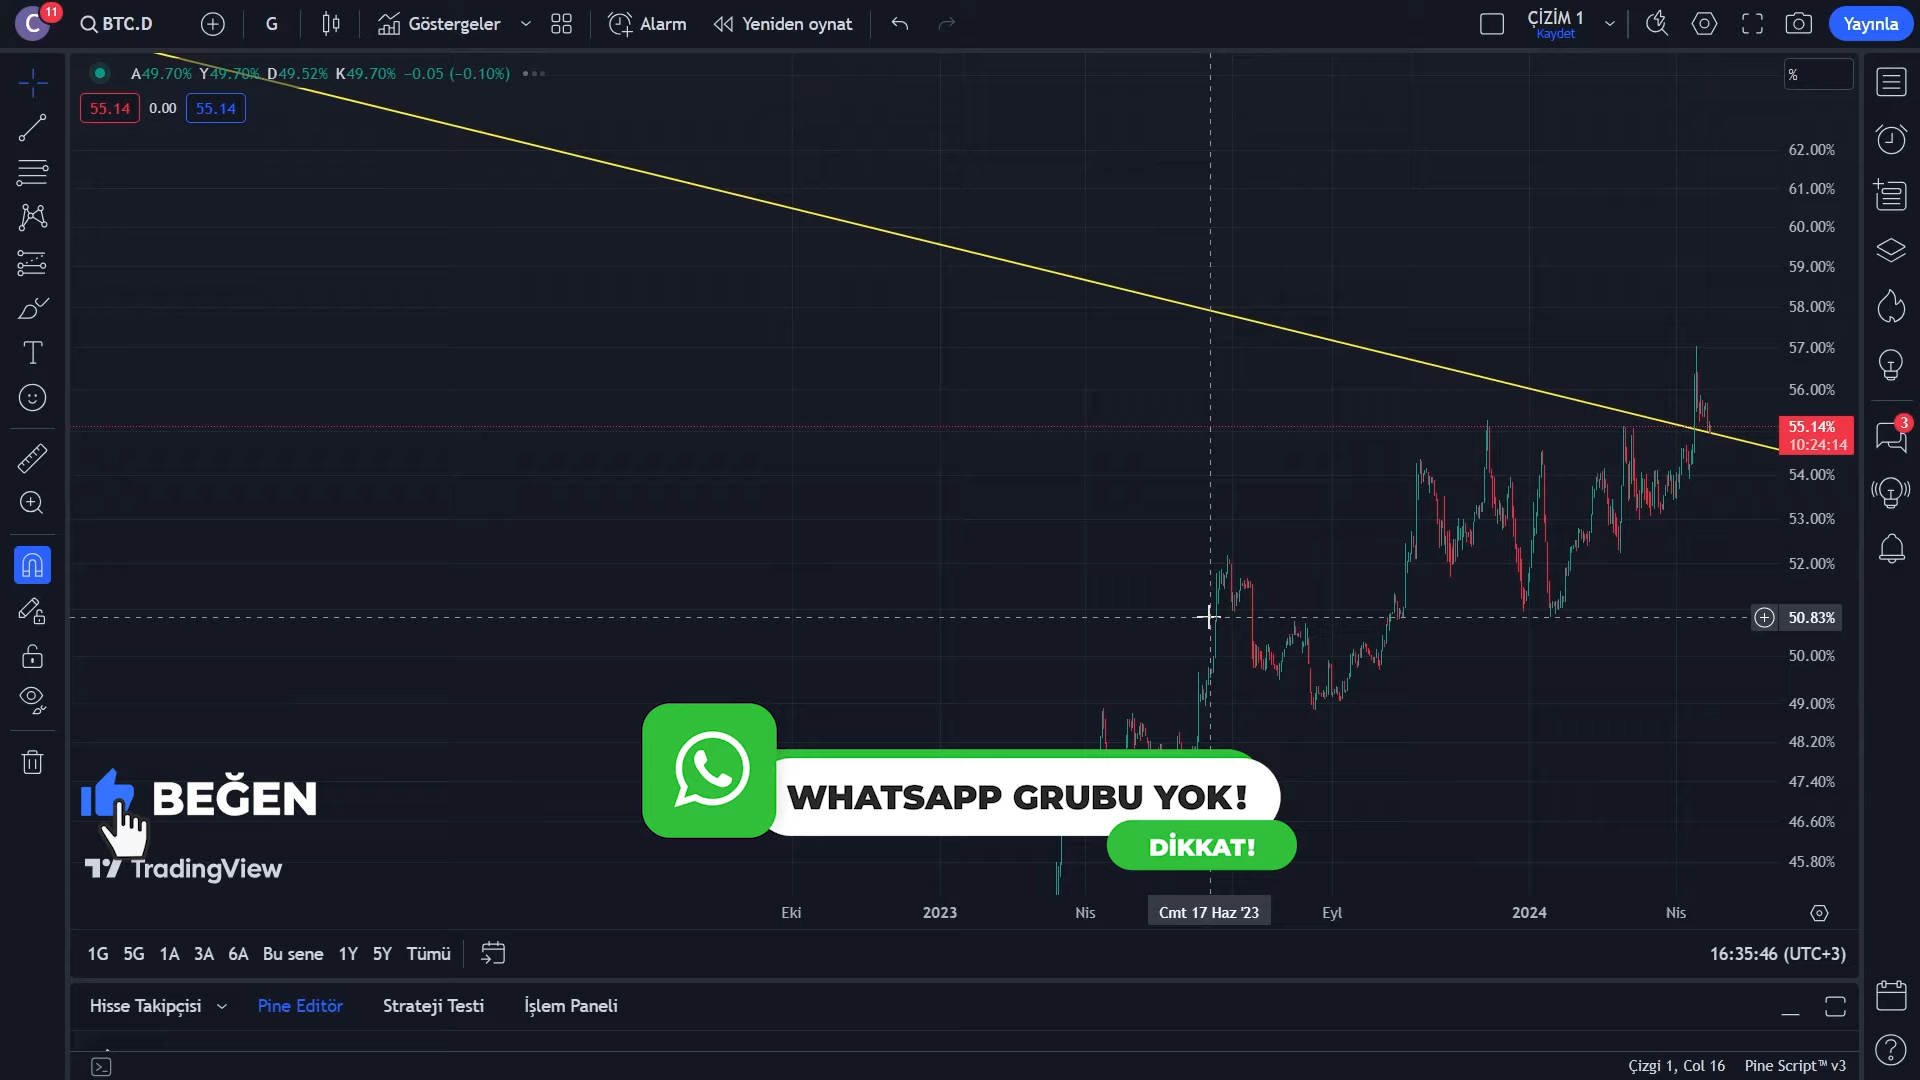 C 11 BTC.D G Göstergeler Alarm Yeniden oynat ÇİZİM 1 Yayınla
Kaydet
A49.70% Y49.70% D49.52% K49.70% −0.05 (−0.10%)
%
55.14 0.00 55.14
62.00%
61.00%
60.00%
59.00%
58.00%
57.00%
56.00%
55.14%
10:24:14
3
54.00%
53.00%
52.00%
50.83%
50.00%
49.00%
48.20%
47.40%
46.60%
45.80%
BEĞEN
WHATSAPP GRUBU YOK!
DİKKAT!
TradingView
Eki 2023 Nis Cmt 17 Haz '23 Eyl 2024 Nis
1G 5G 1A 3A 6A Bu sene 1Y 5Y Tümü 16:35:46 (UTC+3)
Hisse Takipçisi Pine Editör Strateji Testi İşlem Paneli
Çizgi 1, Col 16 Pine Script™ v3